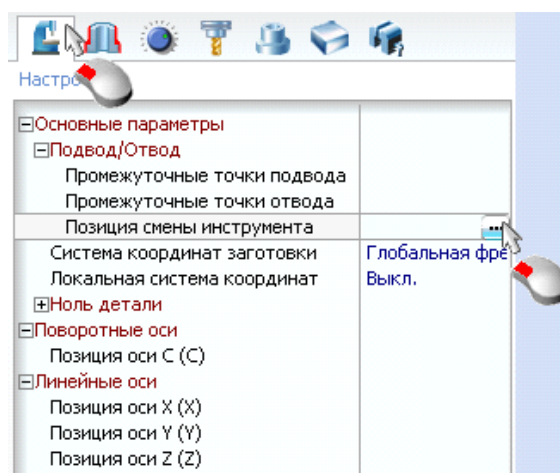 Настро
Основные параметры
Подвод/Отвод
Промежуточные точки подвода
Промежуточные точки отвода
Позиция смены инструмента ...
Система координат заготовки Глобальная фре
Локальная система координат Выкл.
Ноль детали
Поворотные оси
Позиция оси C (C)
Линейные оси
Позиция оси X (X)
Позиция оси Y (Y)
Позиция оси Z (Z)